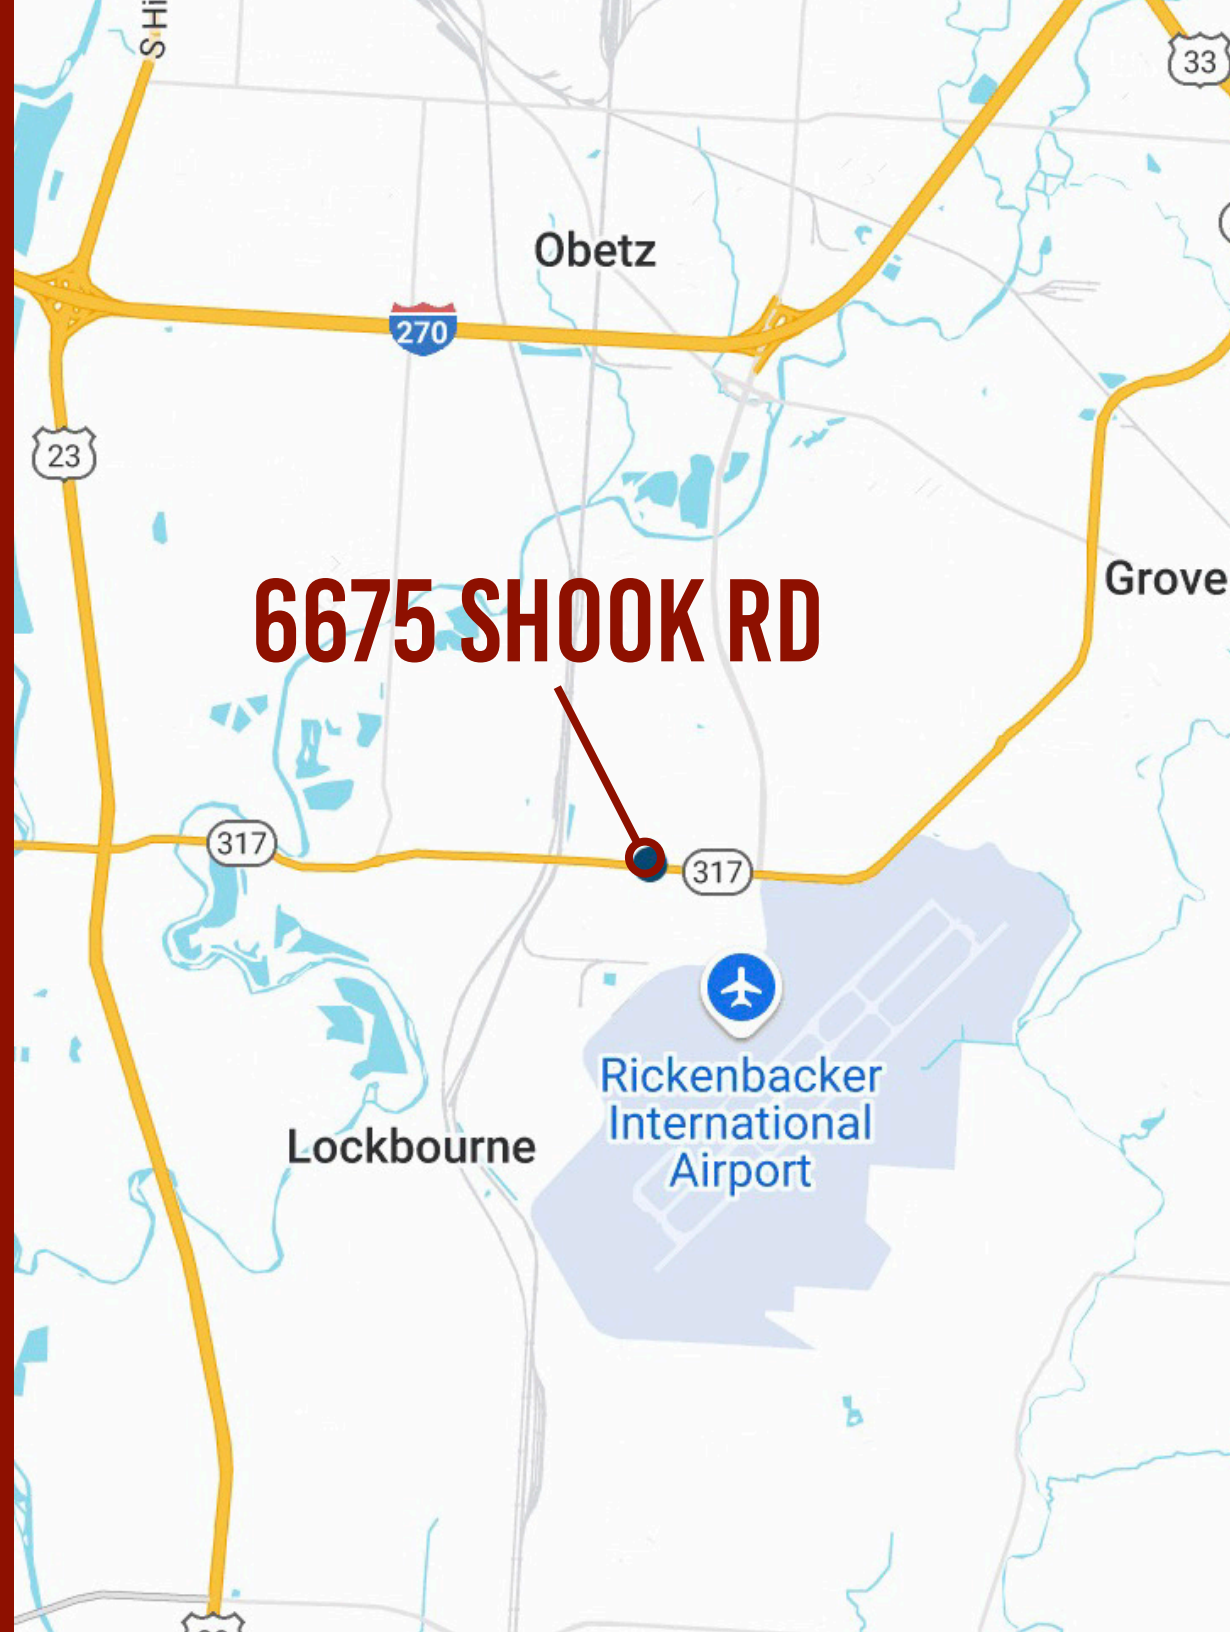 S Hi
33
Obetz
270
23
Grove
6675 SHOOK RD
317
317
Rickenbacker
International
Airport
Lockbourne